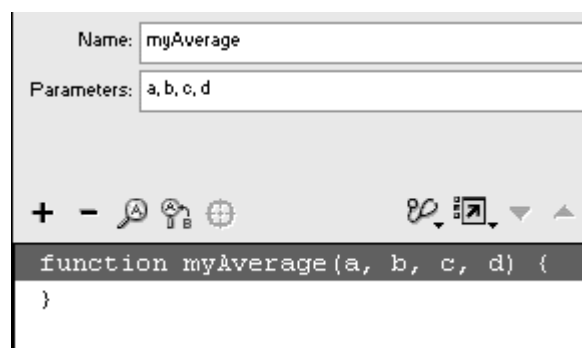 Name: myAverage
Parameters: a, b, c, d
A A B
function myAverage(a, b, c, d) {
}